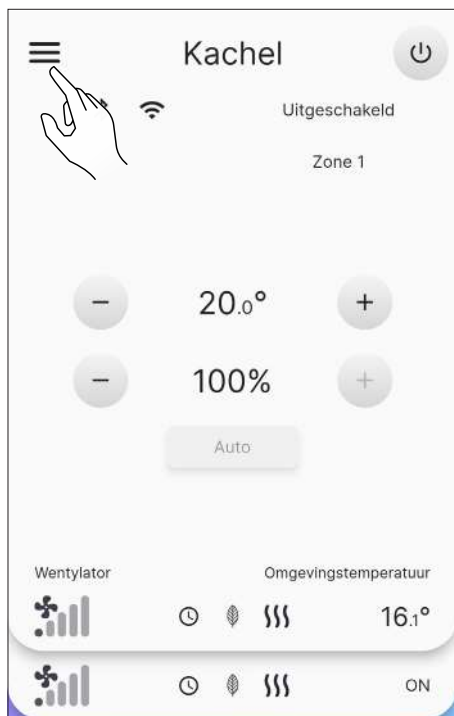 Kachel
Uitgeschakeld
Zone 1
− 20.0° +
− 100% +
Auto
Wentylator Omgevingstemperatuur
16.1°
ON